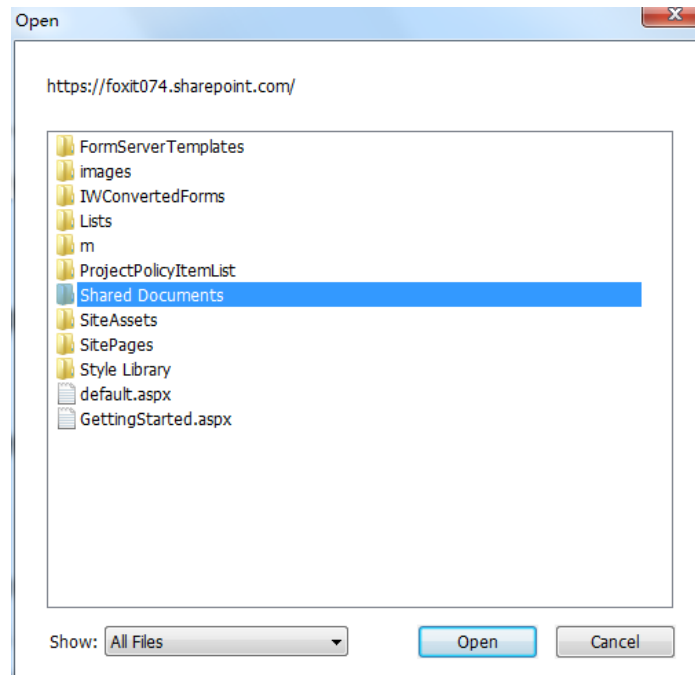 Open
https://foxit074.sharepoint.com/
FormServerTemplates
images
IWConvertedForms
Lists
m
ProjectPolicyItemList
Shared Documents
SiteAssets
SitePages
Style Library
default.aspx
GettingStarted.aspx
Show: All Files Open Cancel